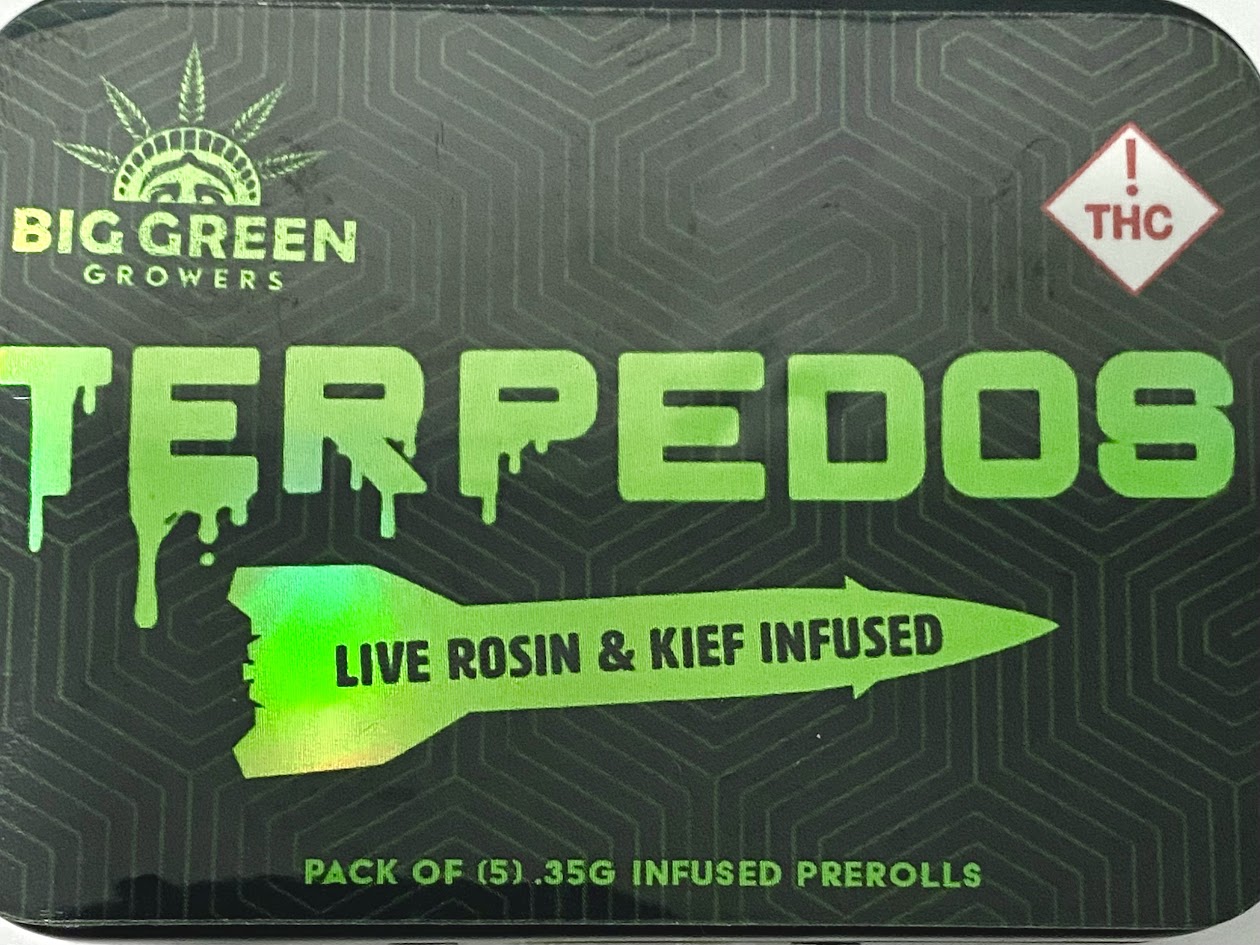 BIG GREEN
GROWERS
!
THC
TERPEDOS
LIVE ROSIN & KIEF INFUSED
PACK OF (5) .35G INFUSED PREROLLS